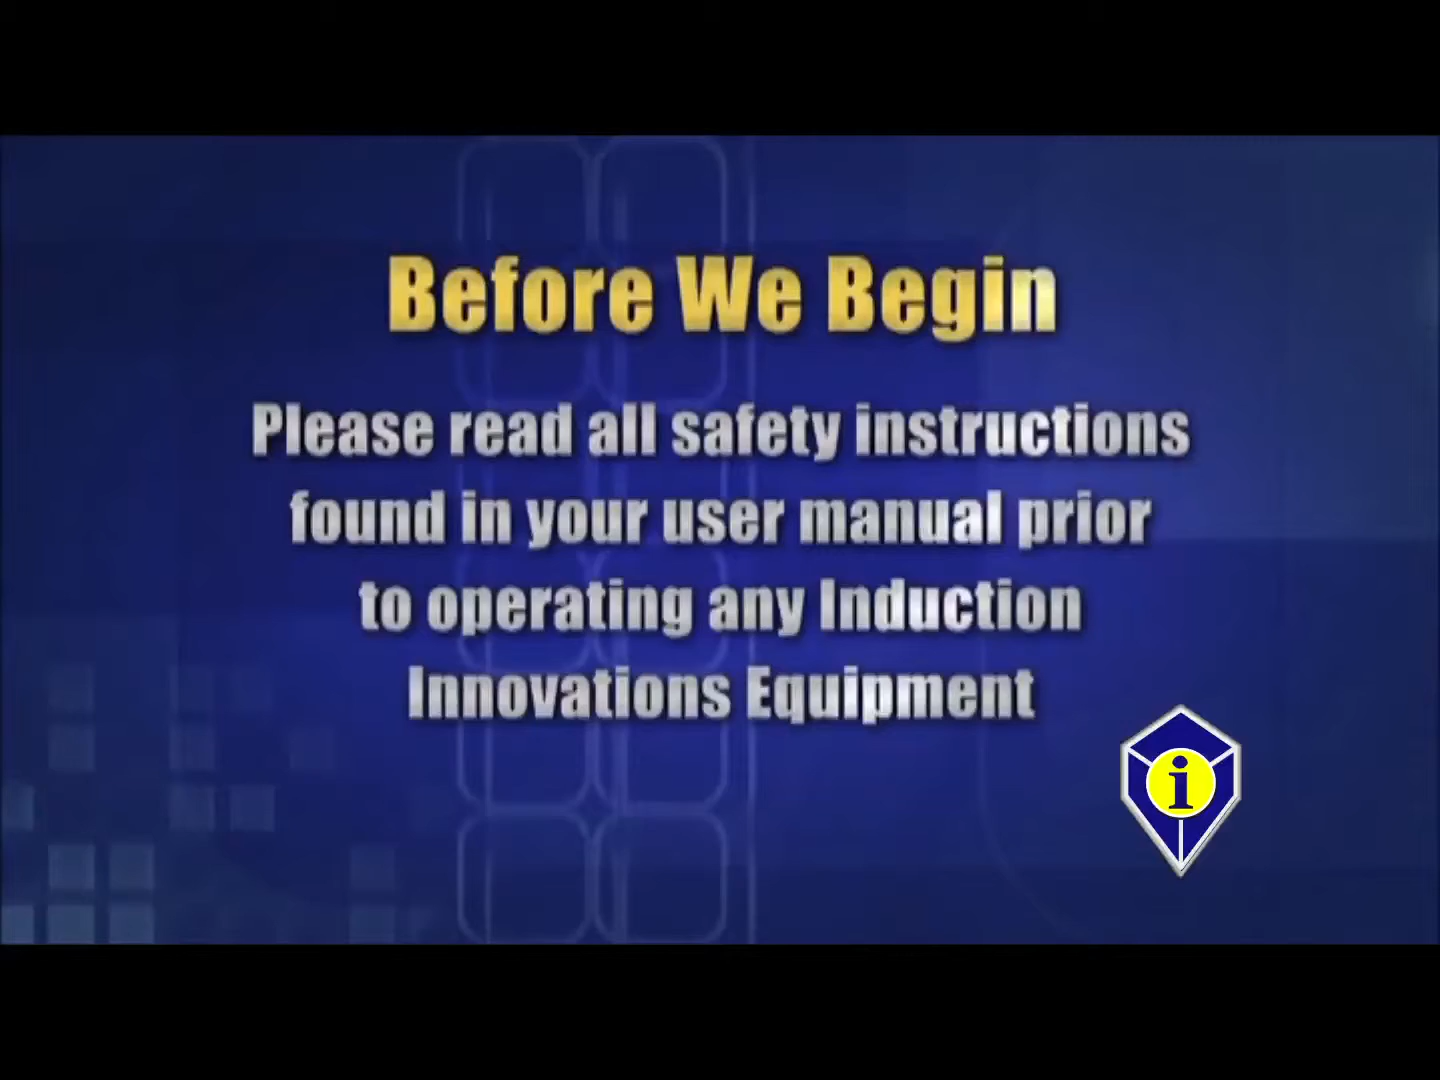 Before We Begin
Please read all safety instructions
found in your user manual prior
to operating any Induction
Innovations Equipment
i